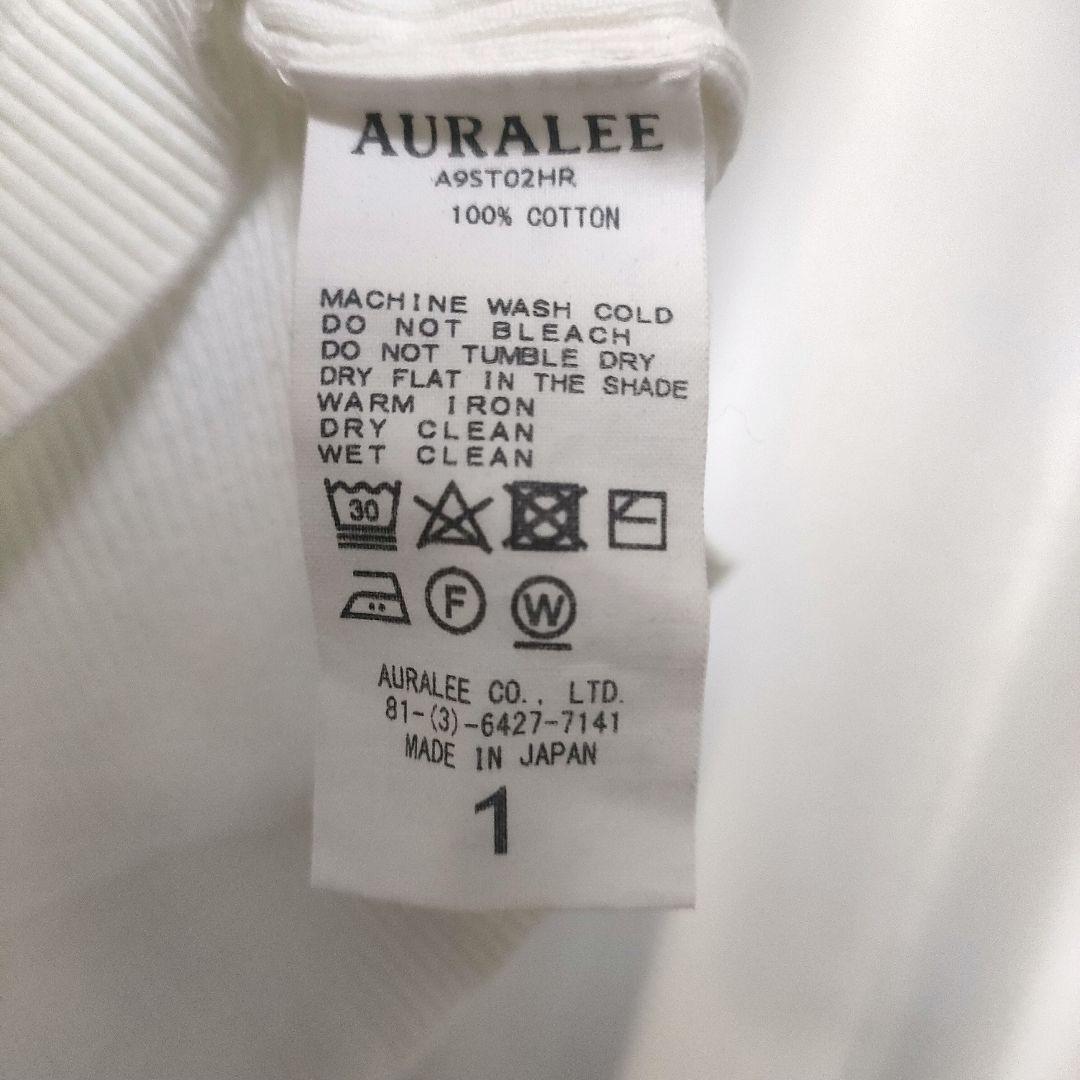 AURALEE
A9ST02HR
100% COTTON
MACHINE WASH COLD
DO NOT BLEACH
DO NOT TUMBLE DRY
DRY FLAT IN THE SHADE
WARM IRON
DRY CLEAN
WET CLEAN
30
F W
AURALEE CO., LTD.
81-(3)-6427-7141
MADE IN JAPAN
1